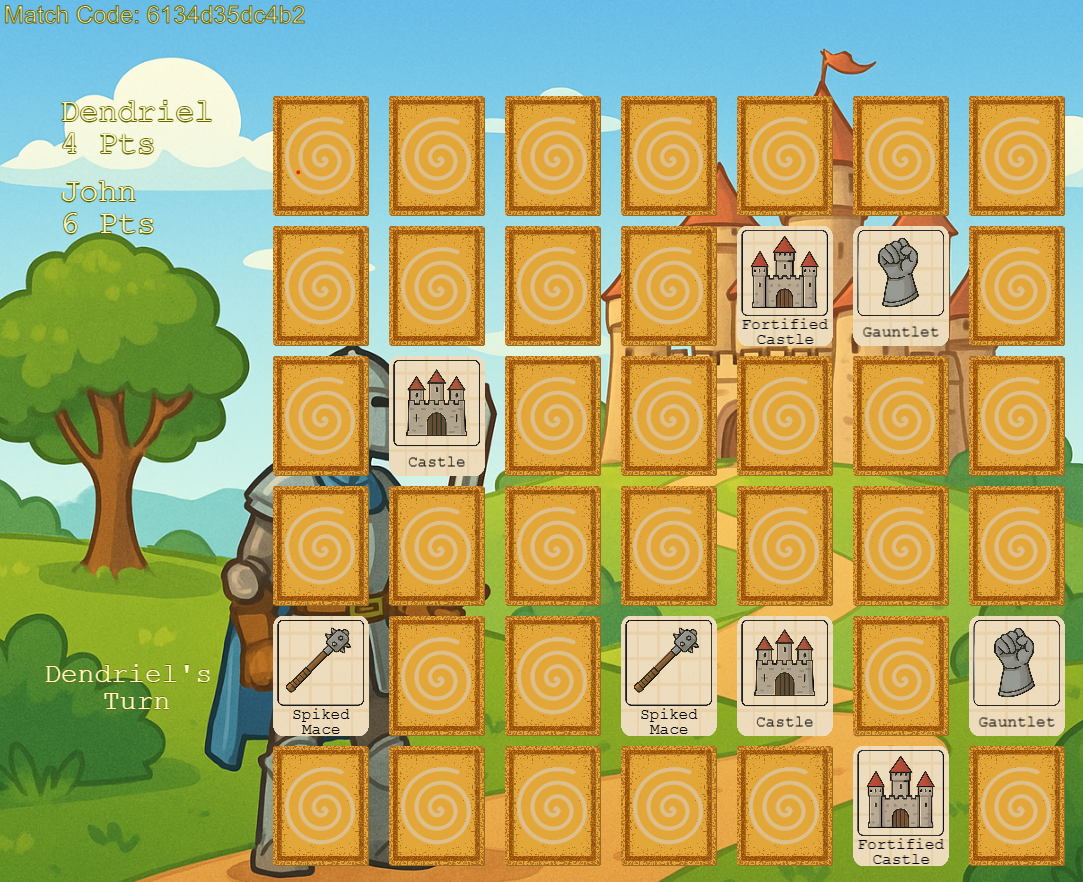 Match Code: 6134d35dc4b2
Dendriel
4 Pts
John
6 Pts
Fortified
Castle
Gauntlet
Castle
Dendriel's
Turn
Spiked
Mace
Spiked
Mace
Castle
Gauntlet
Fortified
Castle